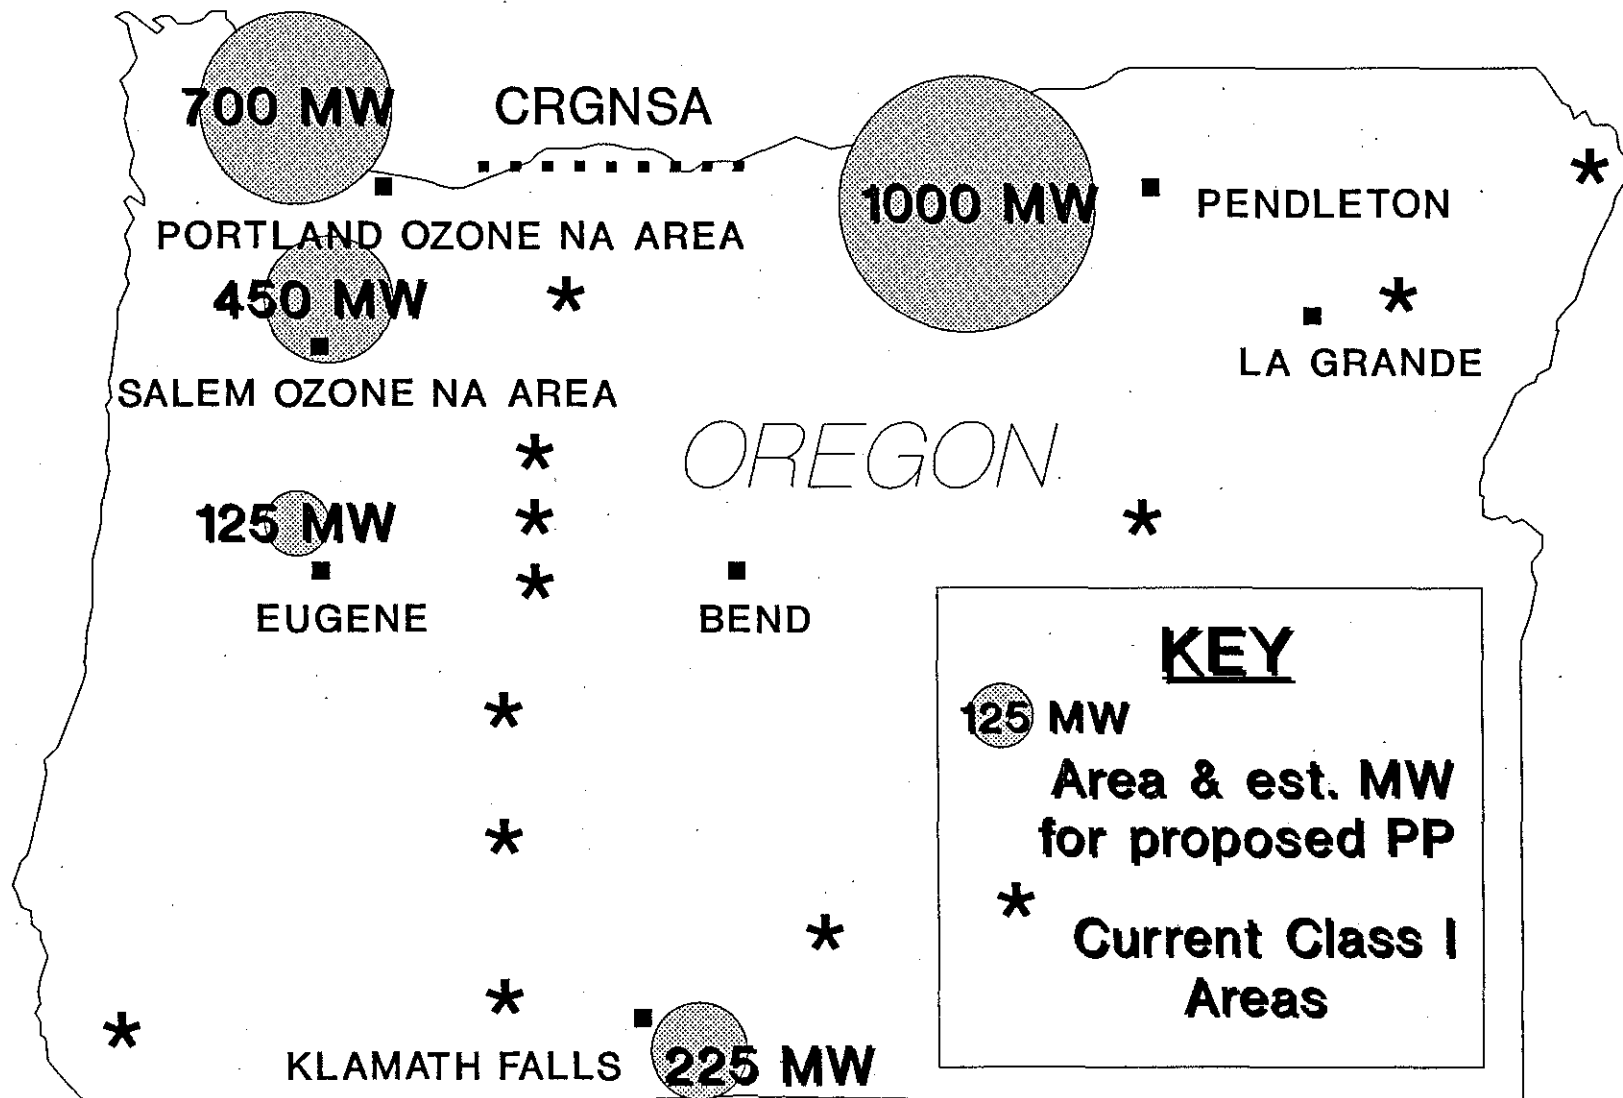 700 MW
CRGNSA
1000 MW
PENDLETON
PORTLAND OZONE NA AREA
450 MW
LA GRANDE
SALEM OZONE NA AREA
OREGON
125 MW
EUGENE
BEND
KEY
125 MW
Area & est. MW
for proposed PP
* Current Class I
Areas
KLAMATH FALLS
225 MW